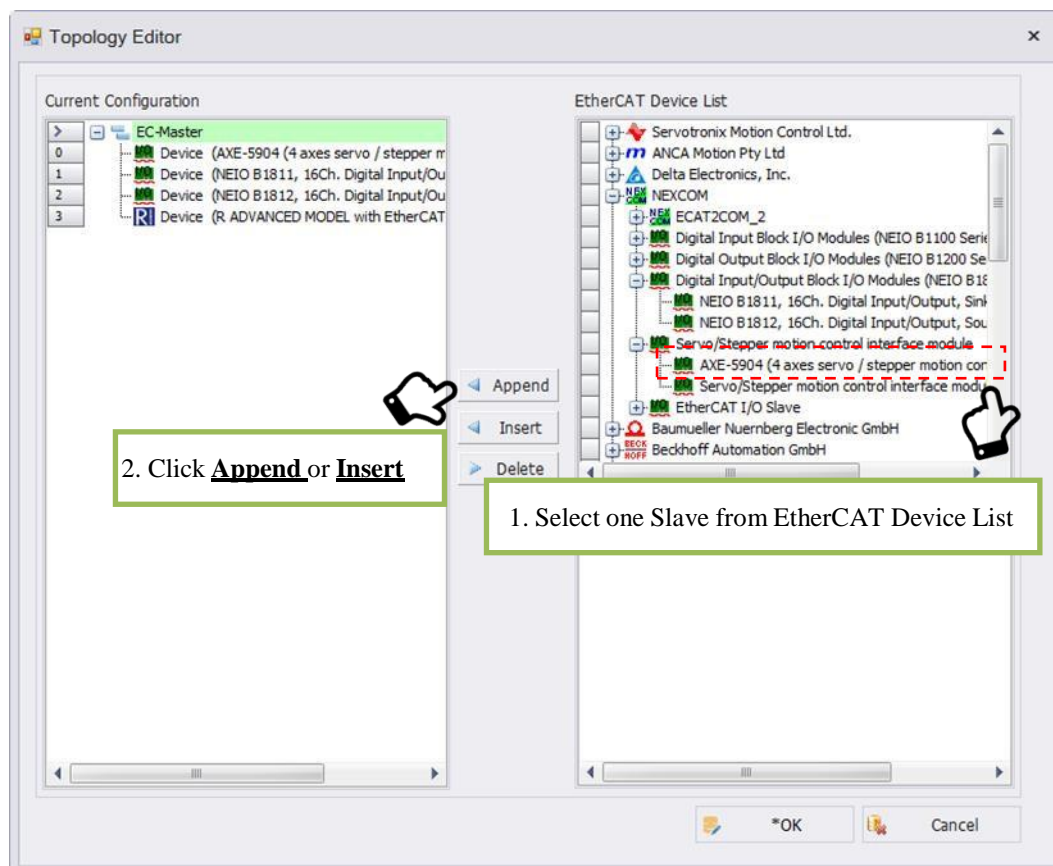 Topology Editor
Current Configuration
> EC-Master
0 Device (AXE-5904 (4 axes servo / stepper m
1 Device (NEIO B1811, 16Ch. Digital Input/Ou
2 Device (NEIO B1812, 16Ch. Digital Input/Ou
3 Device (R ADVANCED MODEL with EtherCAT
Append
Insert
Delete
2. Click Append or Insert
EtherCAT Device List
Servotronix Motion Control Ltd.
ANCA Motion Pty Ltd
Delta Electronics, Inc.
NEXCOM
ECAT2COM_2
Digital Input Block I/O Modules (NEIO B1100 Serie
Digital Output Block I/O Modules (NEIO B1200 Se
Digital Input/Output Block I/O Modules (NEIO B18
NEIO B1811, 16Ch. Digital Input/Output, Sink
NEIO B1812, 16Ch. Digital Input/Output, Sou
Servo/Stepper motion control interface module
AXE-5904 (4 axes servo / stepper motion con
Servo/Stepper motion control interface modu
EtherCAT I/O Slave
Baumueller Nuernberg Electronic GmbH
BECKHOFF Beckhoff Automation GmbH
1. Select one Slave from EtherCAT Device List
*OK
Cancel